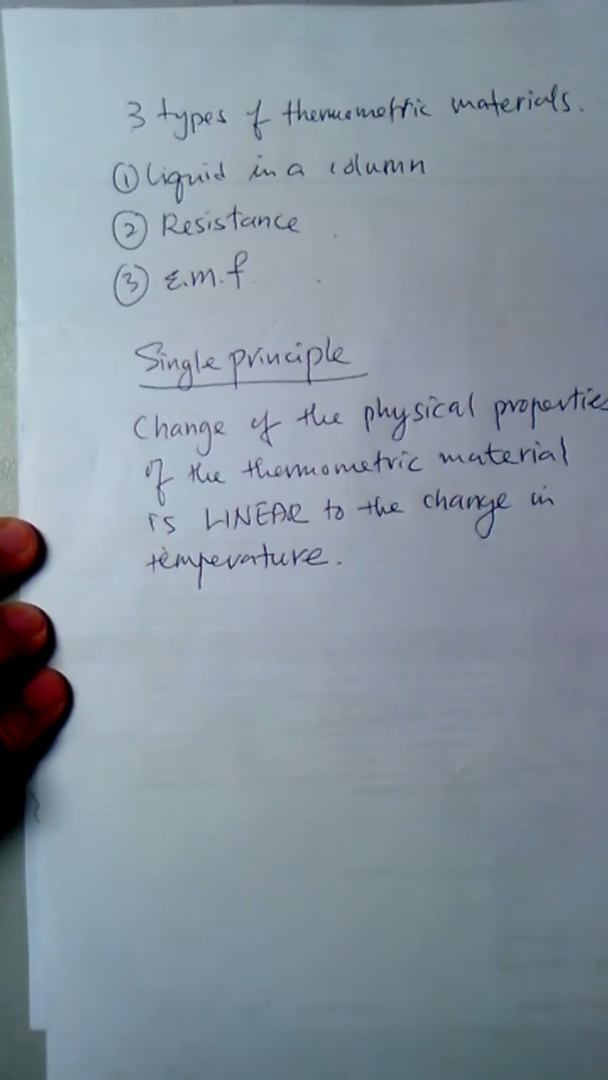 3 types of thermometric materials.
① Liquid in a column
② Resistance
③ E.m.f
Single principle
Change of the physical properties
of the thermometric material
is LINEAR to the change in
temperature.